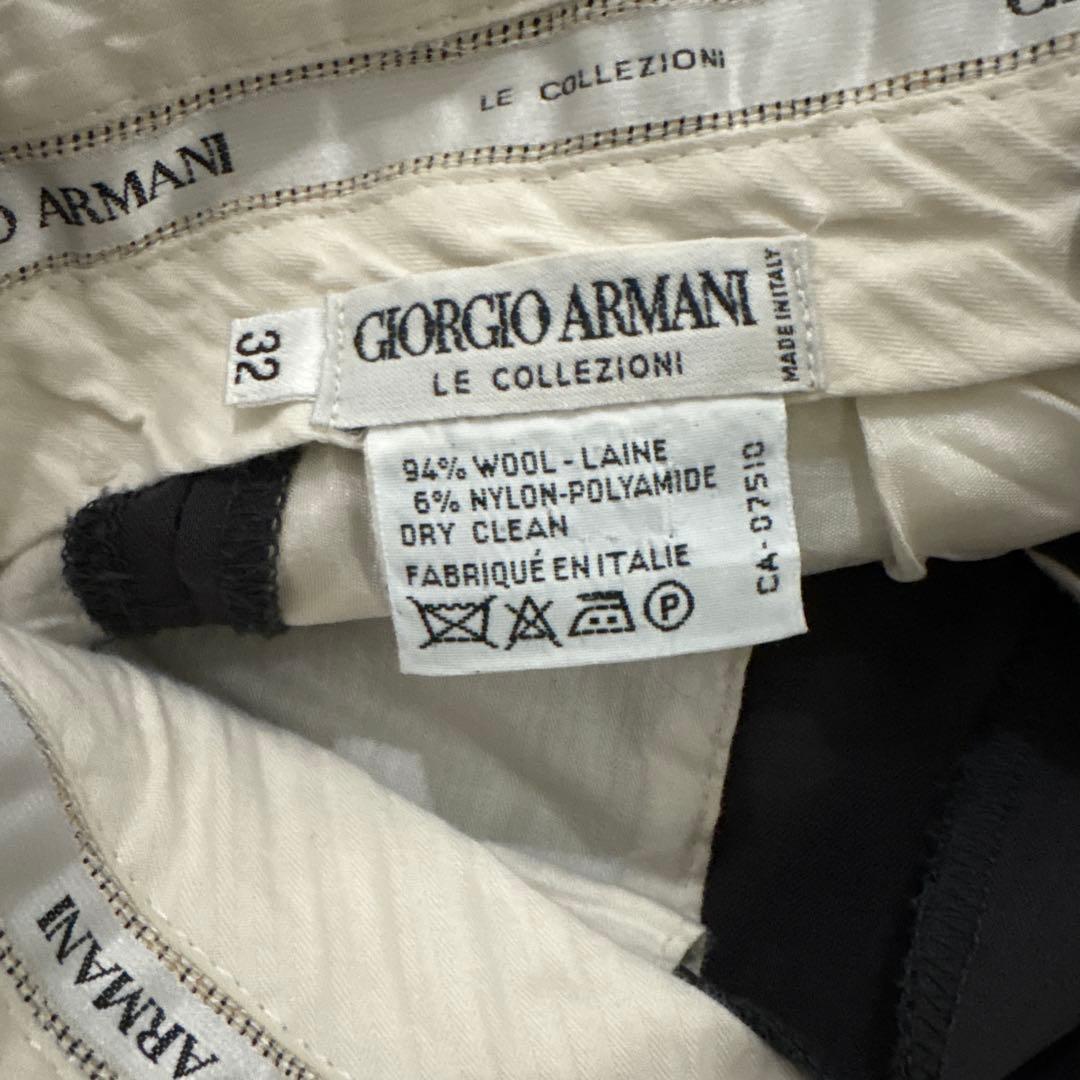 LE COLLEZIONI
ARMANI
GIORGIO ARMANI
LE COLLEZIONI
MADE IN ITALY
32
94% WOOL - LAINE
6% NYLON-POLYAMIDE
DRY CLEAN
FABRIQUÉ EN ITALIE
P
CA-07510
ARMANI